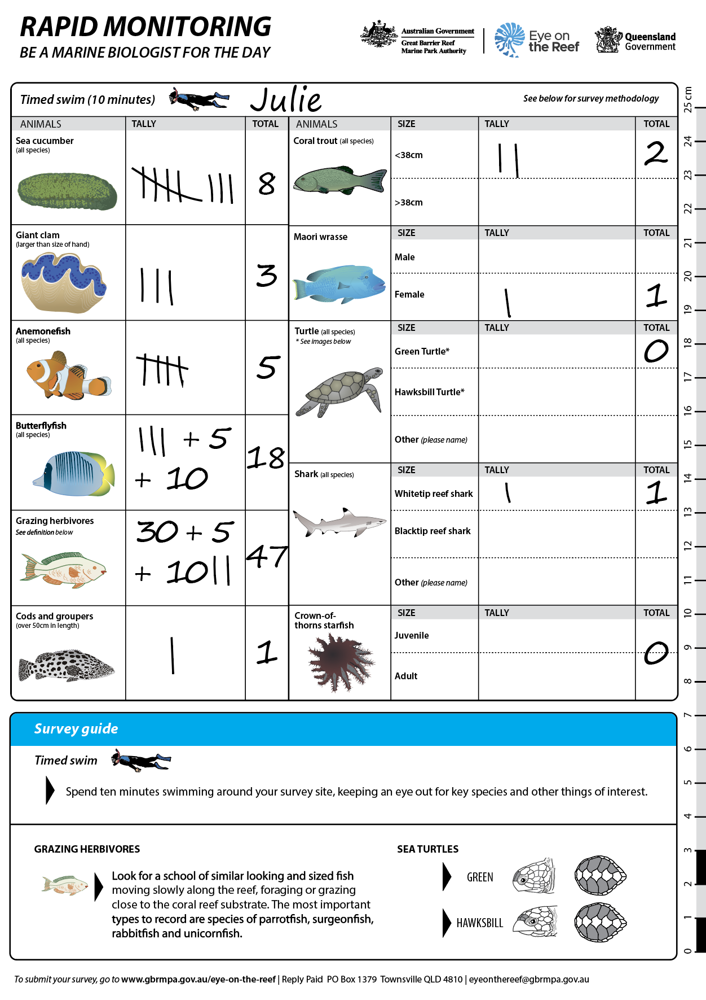 RAPID MONITORING
BE A MARINE BIOLOGIST FOR THE DAY
Australian Government
Great Barrier Reef
Marine Park Authority
Eye on
the Reef
Queensland
Government
Timed swim (10 minutes)
Julie
See below for survey methodology
ANIMALS TALLY TOTAL
Sea cucumber
(all species)
8
Giant clam
(larger than size of hand)
3
Anemonefish
(all species)
5
Butterflyfish
(all species)
||| + 5
+ 10
18
Grazing herbivores
See definition below
30 + 5
+ 10 ||
47
Cods and groupers
(over 50cm in length)
|
1
ANIMALS SIZE TALLY TOTAL
Coral trout (all species)
<38cm || 2
>38cm
Maori wrasse
SIZE TALLY TOTAL
Male
Female | 1
Turtle (all species)
* See images below
SIZE TALLY TOTAL
Green Turtle* 0
Hawksbill Turtle*
Other (please name)
Shark (all species)
SIZE TALLY TOTAL
Whitetip reef shark | 1
Blacktip reef shark
Other (please name)
Crown-of-
thorns starfish
SIZE TALLY TOTAL
Juvenile
0
Adult
Survey guide
Timed swim
Spend ten minutes swimming around your survey site, keeping an eye out for key species and other things of interest.
GRAZING HERBIVORES
Look for a school of similar looking and sized fish
moving slowly along the reef, foraging or grazing
close to the coral reef substrate. The most important
types to record are species of parrotfish, surgeonfish,
rabbitfish and unicornfish.
SEA TURTLES
GREEN
HAWKSBILL
To submit your survey, go to www.gbrmpa.gov.au/eye-on-the-reef | Reply Paid PO Box 1379 Townsville QLD 4810 | eyeonthereef@gbrmpa.gov.au
25 cm
24
23
22
21
20
19
18
17
16
15
14
13
12
11
10
9
8
7
6
5
4
3
2
1
0